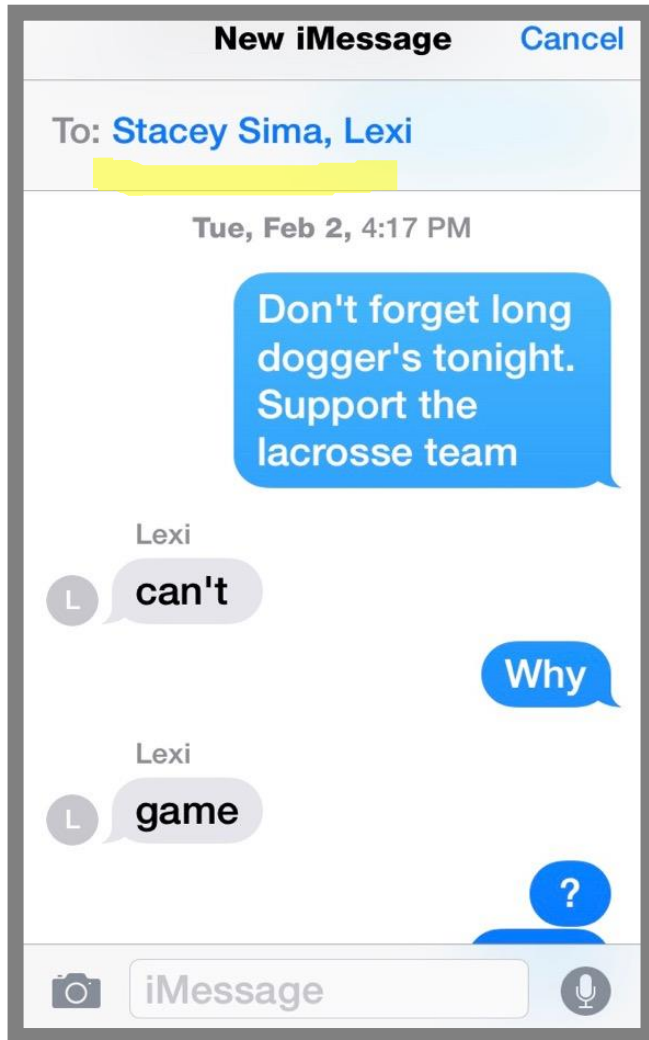 New iMessage Cancel
To: Stacey Sima, Lexi
Tue, Feb 2, 4:17 PM
Don't forget long
dogger's tonight.
Support the
lacrosse team
Lexi
L can't
Why
Lexi
L game
?
iMessage